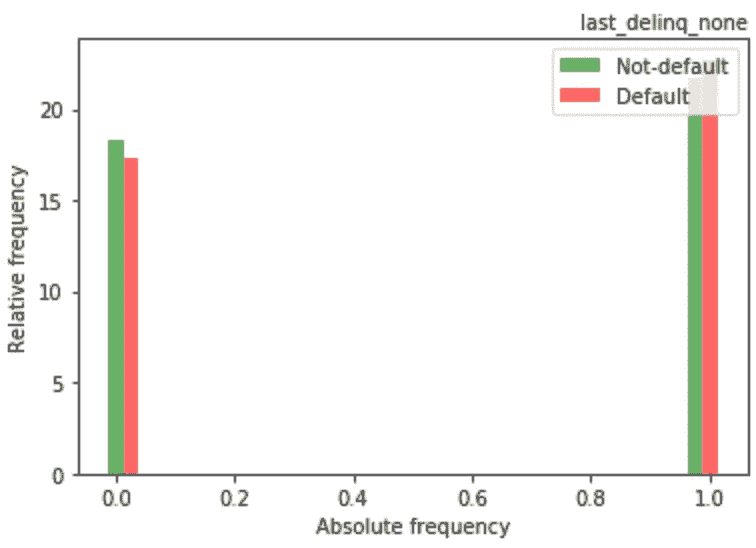 last_delinq_none
Not-default
Default
Relative frequency
20
15
10
5
0
0.0 0.2 0.4 0.6 0.8 1.0
Absolute frequency